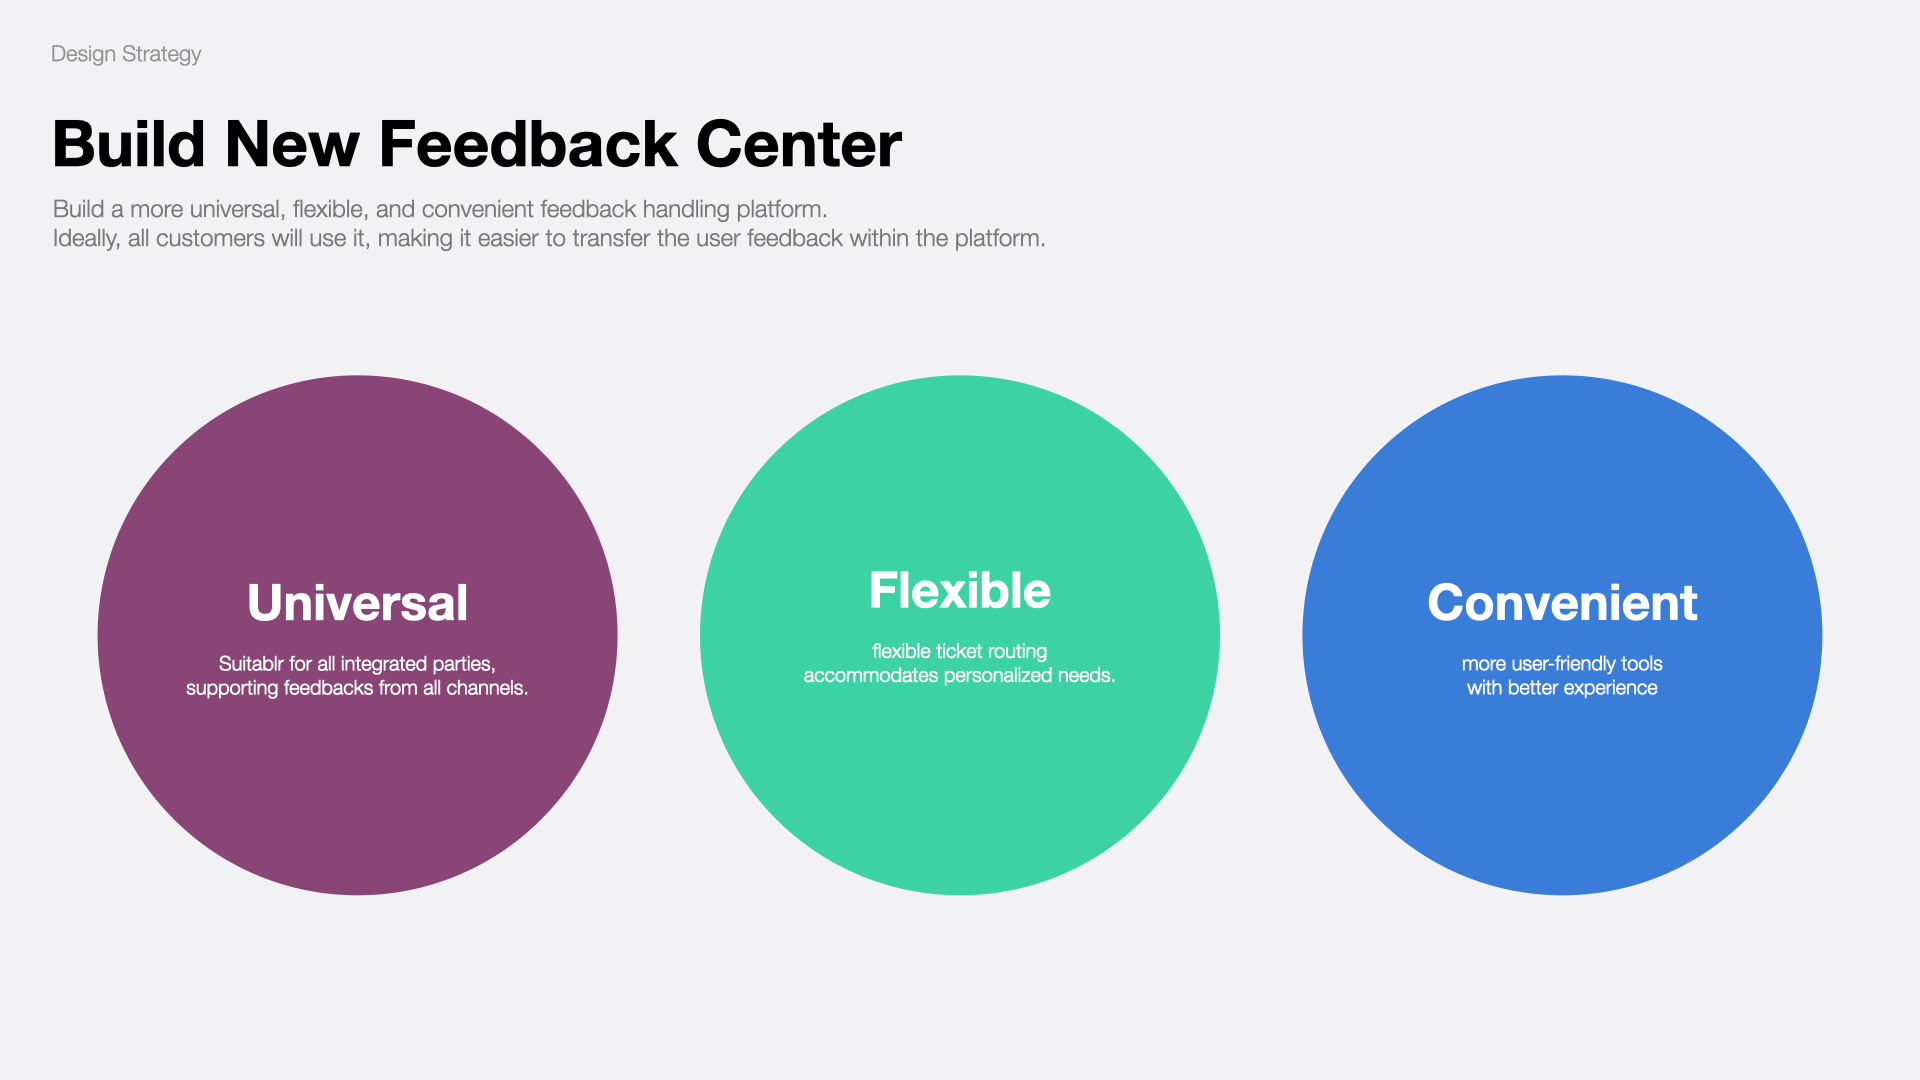 Design Strategy
Build New Feedback Center
Build a more universal, flexible, and convenient feedback handling platform.
Ideally, all customers will use it, making it easier to transfer the user feedback within the platform.
Universal
Suitablr for all integrated parties,
supporting feedbacks from all channels.
Flexible
flexible ticket routing
accommodates personalized needs.
Convenient
more user-friendly tools
with better experience